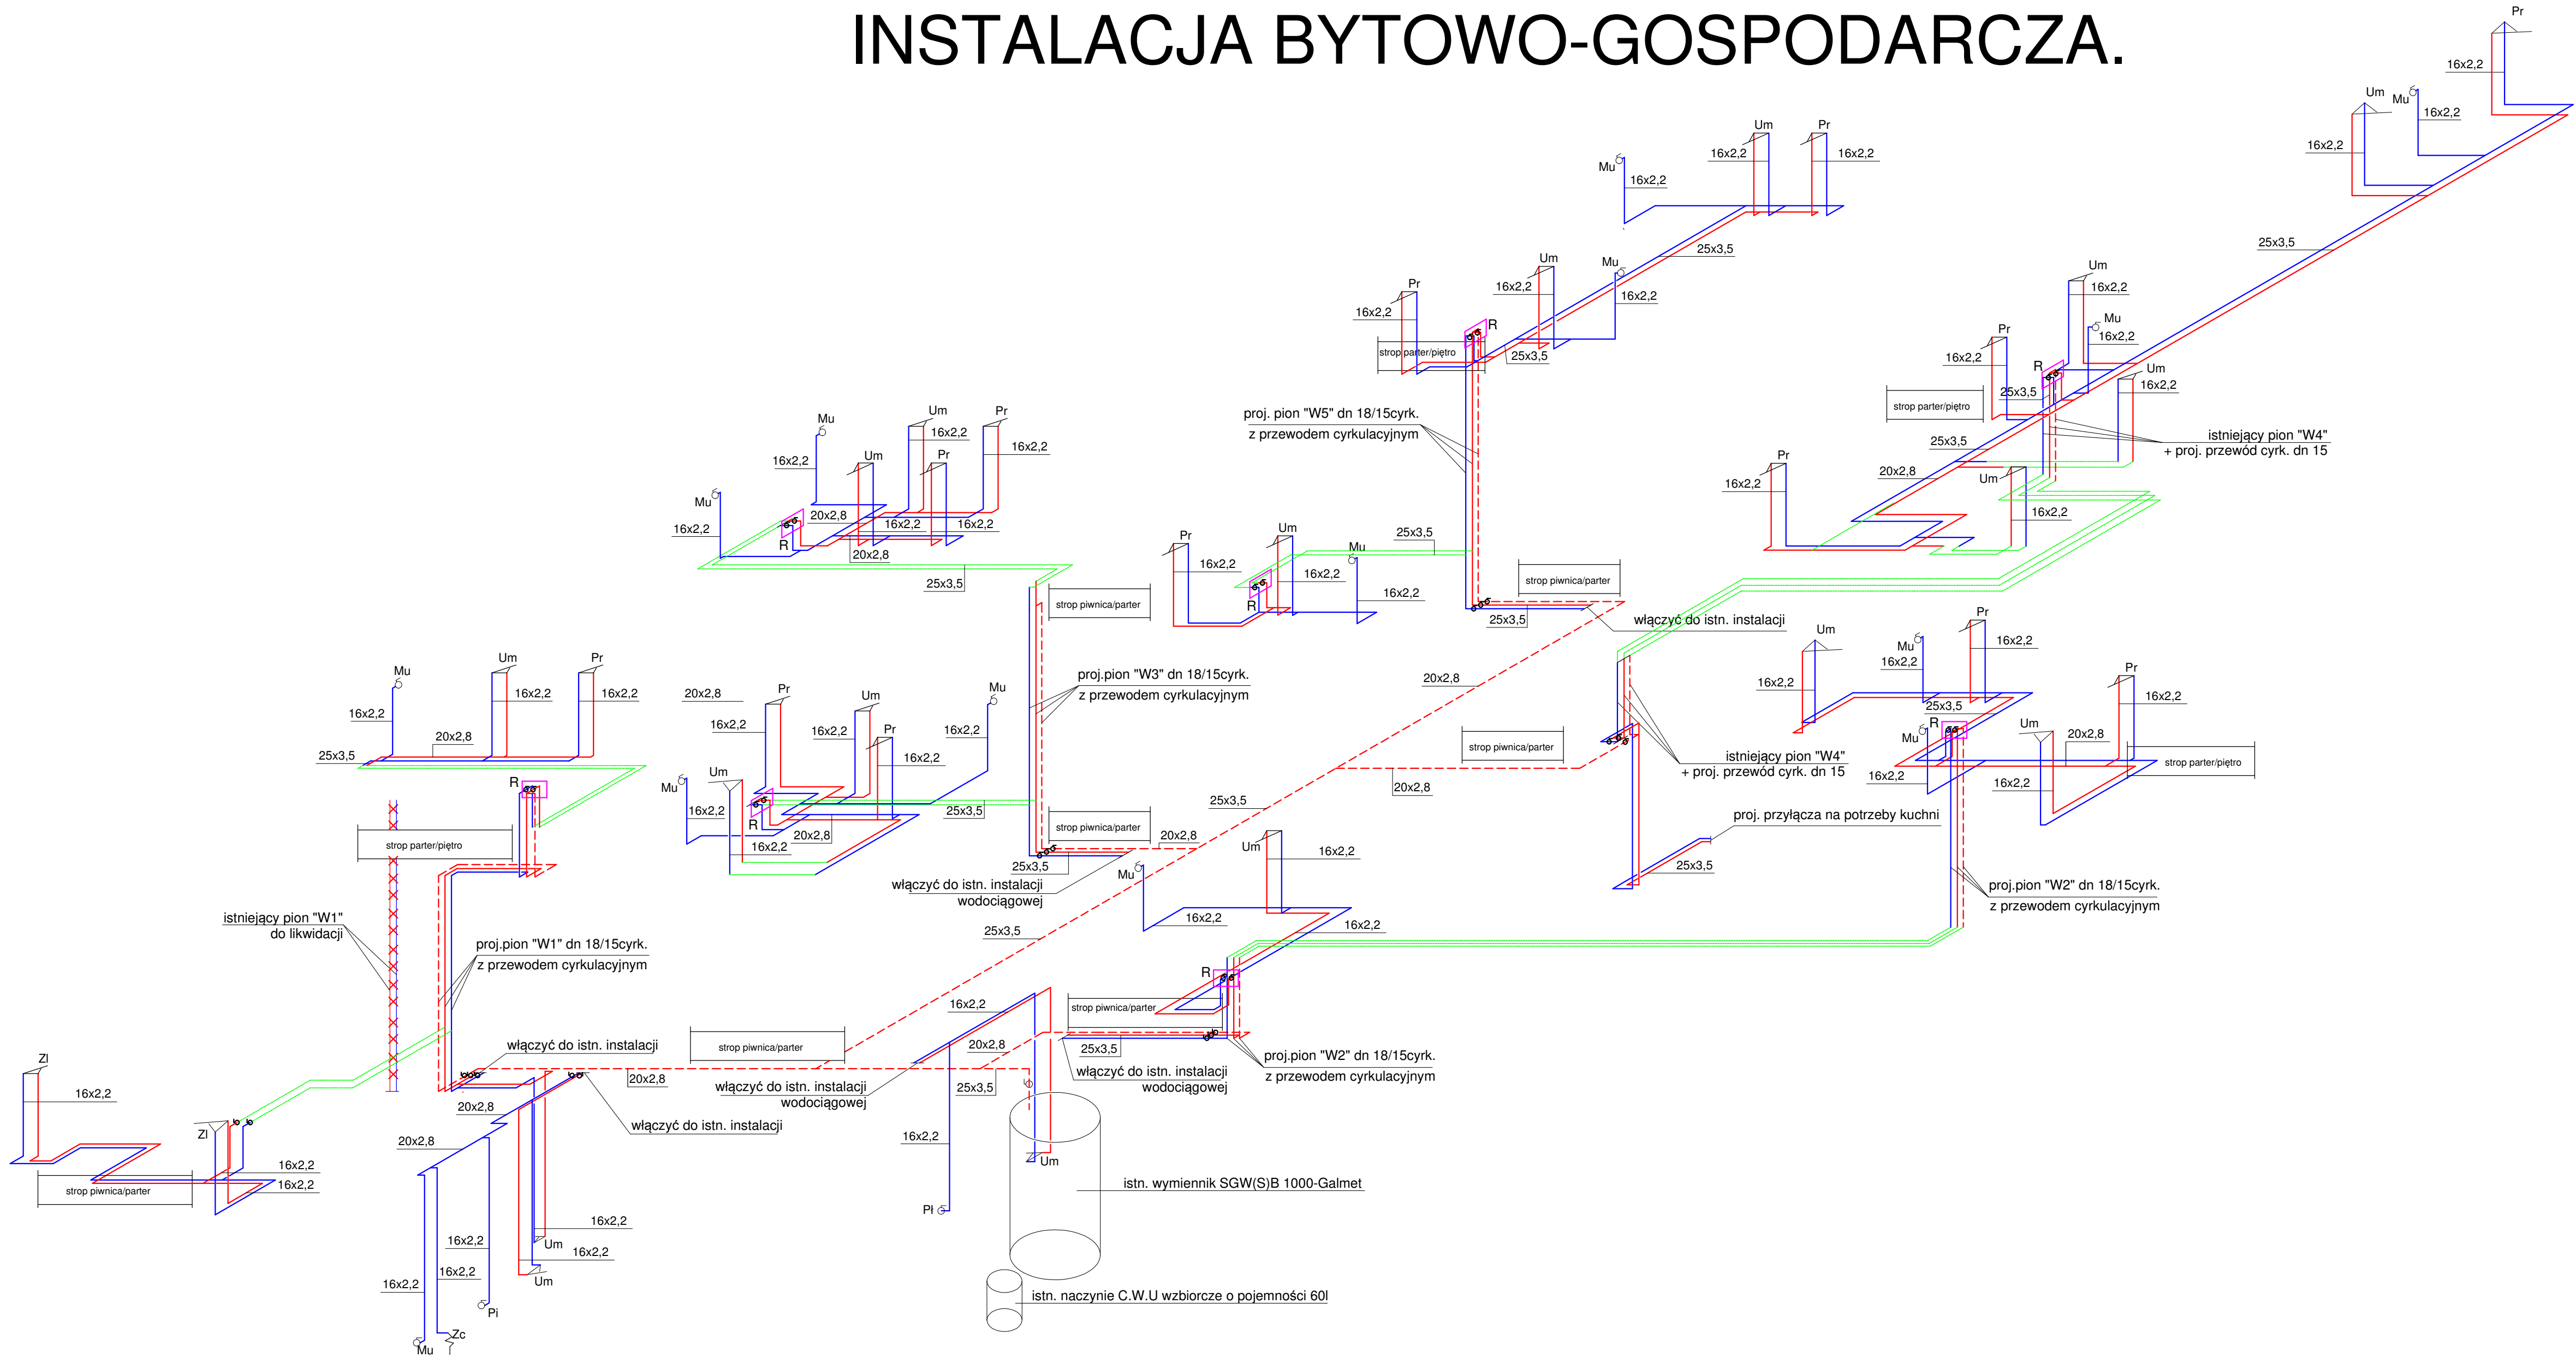 INSTALACJA BYTOWO-GOSPODARCZA.
Pr
16x2,2
Um
Mu
16x2,2
16x2,2
25x3,5
Um
Pr
Mu
16x2,2
16x2,2
16x2,2
25x3,5
Um
Mu
Pr
16x2,2
16x2,2
16x2,2
R
strop parter/piętro
25x3,5
proj. pion "W5" dn 18/15cyrk.
z przewodem cyrkulacyjnym
Um
16x2,2
Mu
16x2,2
Pr
16x2,2
R
25x3,5
Um
16x2,2
strop parter/piętro
istniejący pion "W4"
+ proj. przewód cyrk. dn 15
25x3,5
20x2,8
Pr
16x2,2
Um
16x2,2
Mu
Um
Pr
16x2,2
16x2,2
Um
Pr
16x2,2
Mu
20x2,8
16x2,2
16x2,2
16x2,2
R
20x2,8
25x3,5
strop piwnica/parter
Pr
Um
Mu
25x3,5
16x2,2
16x2,2
16x2,2
R
strop piwnica/parter
25x3,5
włączyć do istn. instalacji
20x2,8
Mu
Um
Pr
16x2,2
16x2,2
16x2,2
20x2,8
25x3,5
R
strop parter/piętro
istniejący pion "W1"
do likwidacji
proj.pion "W1" dn 18/15cyrk.
z przewodem cyrkulacyjnym
proj.pion "W3" dn 18/15cyrk.
z przewodem cyrkulacyjnym
20x2,8
Pr
Um
Mu
16x2,2
16x2,2
Pr
16x2,2
16x2,2
Um
Mu
16x2,2
R
20x2,8
16x2,2
25x3,5
strop piwnica/parter
20x2,8
25x3,5
włączyć do istn. instalacji
wodociągowej
25x3,5
25x3,5
20x2,8
strop piwnica/parter
istniejący pion "W4"
+ proj. przewód cyrk. dn 15
proj. przyłącza na potrzeby kuchni
25x3,5
Um
Mu
Pr
16x2,2
16x2,2
16x2,2
25x3,5
Pr
16x2,2
R
Mu
Um
20x2,8
16x2,2
16x2,2
strop parter/piętro
proj.pion "W2" dn 18/15cyrk.
z przewodem cyrkulacyjnym
Um
16x2,2
Mu
16x2,2
16x2,2
R
strop piwnica/parter
16x2,2
20x2,8
25x3,5
proj.pion "W2" dn 18/15cyrk.
z przewodem cyrkulacyjnym
włączyć do istn. instalacji
wodociągowej
włączyć do istn. instalacji
wodociągowej
25x3,5
strop piwnica/parter
włączyć do istn. instalacji
20x2,8
włączyć do istn. instalacji
20x2,8
20x2,8
Zl
16x2,2
Zl
16x2,2
16x2,2
strop piwnica/parter
16x2,2
Um
16x2,2
Um
16x2,2
16x2,2
16x2,2
Pi
Zc
Mu
16x2,2
Pł
Um
istn. wymiennik SGW(S)B 1000-Galmet
istn. naczynie C.W.U wzbiorcze o pojemności 60l